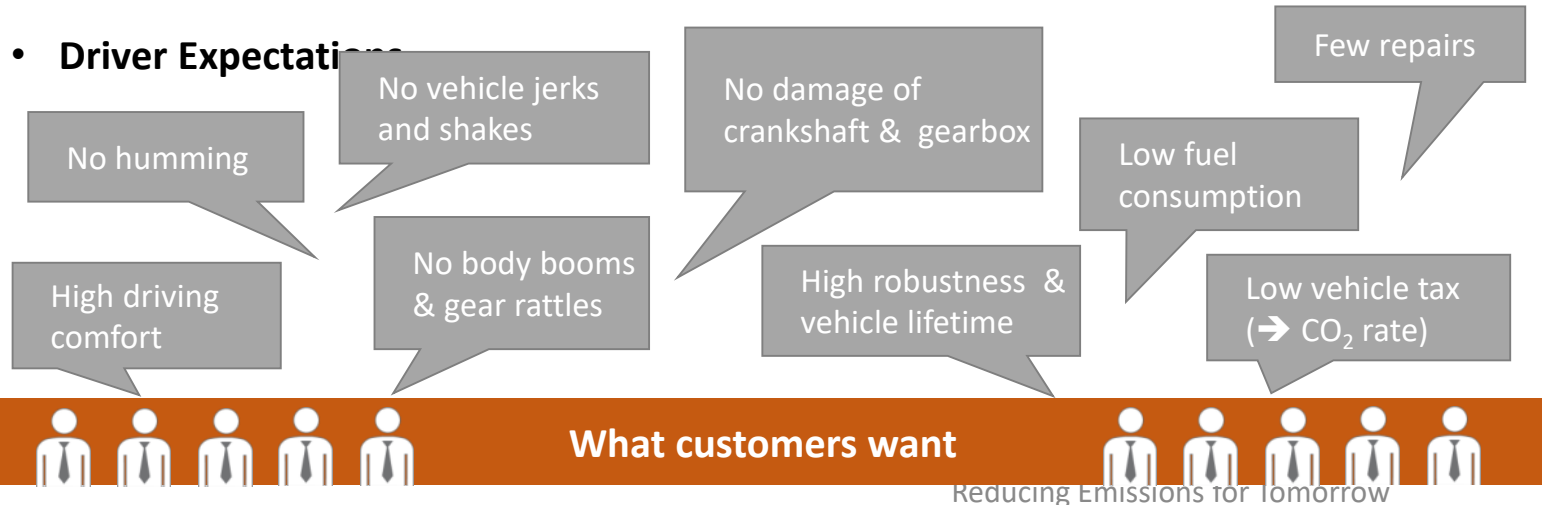 • Driver Expectations
No vehicle jerks
and shakes
No damage of
crankshaft & gearbox
Few repairs
No humming
Low fuel
consumption
High driving
comfort
No body booms
& gear rattles
High robustness &
vehicle lifetime
Low vehicle tax
(➔ CO₂ rate)
What customers want
Reducing Emissions for Tomorrow